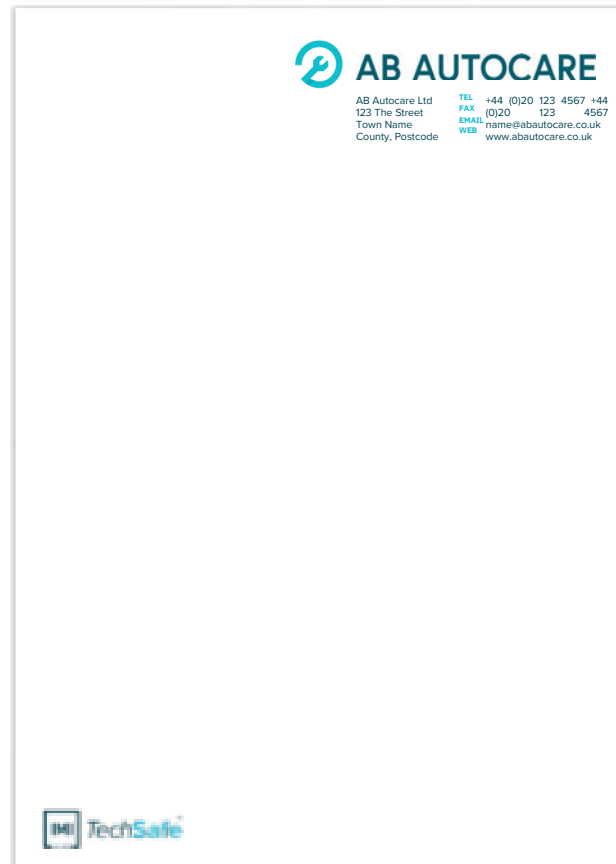 AB AUTOCARE
AB Autocare Ltd
123 The Street
Town Name
County, Postcode
TEL
FAX
EMAIL
WEB
+44 (0)20 123 4567 +44
(0)20 123 4567
name@abautocare.co.uk
www.abautocare.co.uk
IMI TechSafe